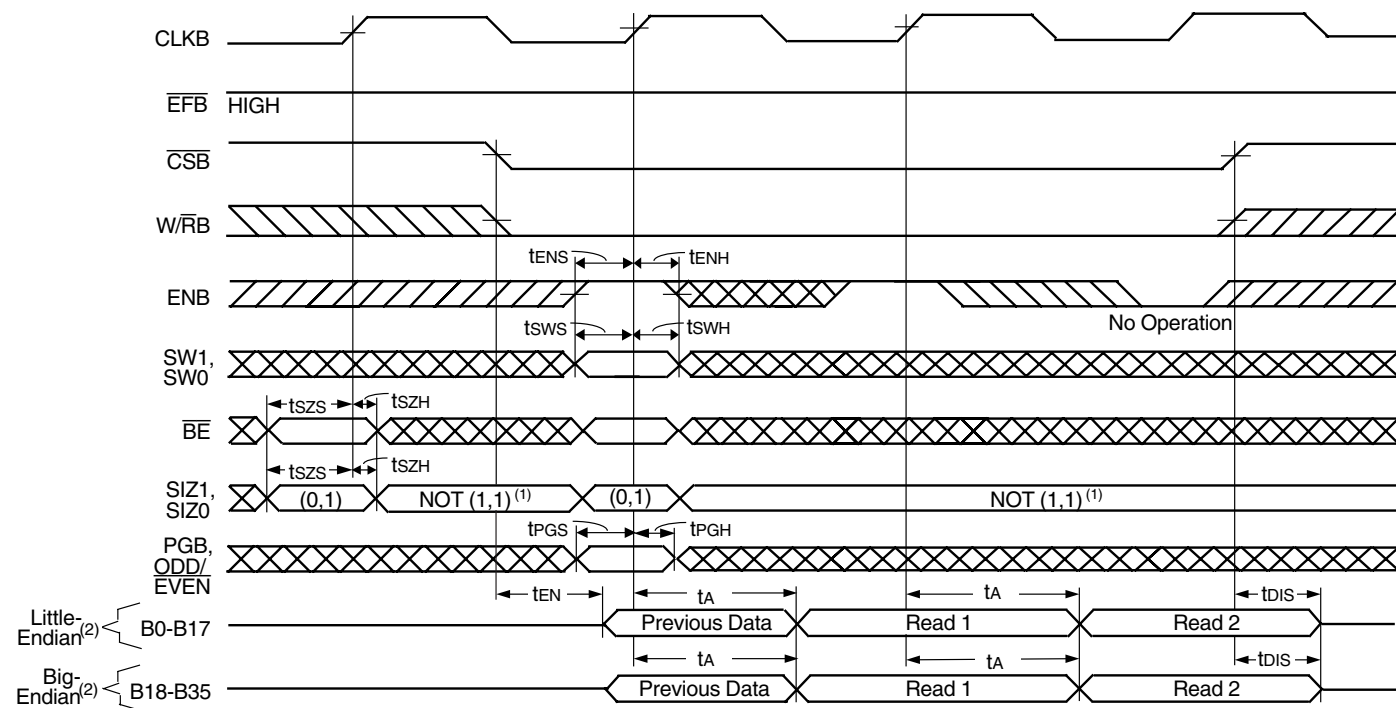 CLKB
EFB HIGH
CSB
W/RB
tENS tENH
ENB
No Operation
tSWS tSWH
SW1,
SW0
tSZS tSZH
BE
tSZS tSZH
SIZ1,
SIZ0
(0,1) NOT (1,1) (1) (0,1) NOT (1,1) (1)
tPGS tPGH
PGB,
ODD/
EVEN
tEN tA tA tDIS
Little-
Endian(2) B0-B17 Previous Data Read 1 Read 2
tA tA tDIS
Big-
Endian(2) B18-B35 Previous Data Read 1 Read 2